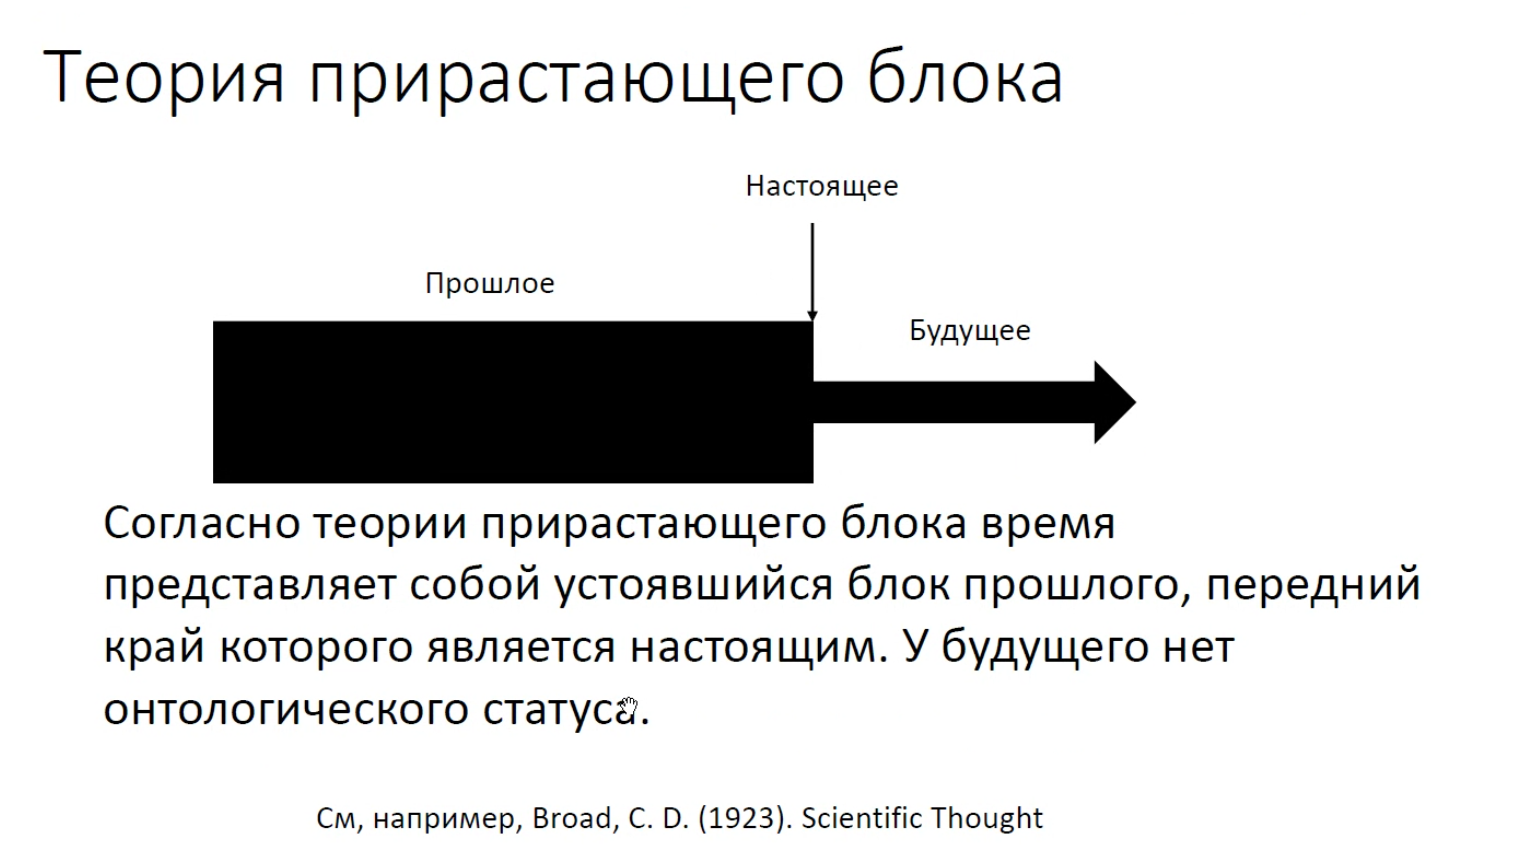 Теория прирастающего блока
Настоящее
Прошлое
Будущее
Согласно теории прирастающего блока время
представляет собой устоявшийся блок прошлого, передний
край которого является настоящим. У будущего нет
онтологического статуса.
См, например, Broad, C. D. (1923). Scientific Thought